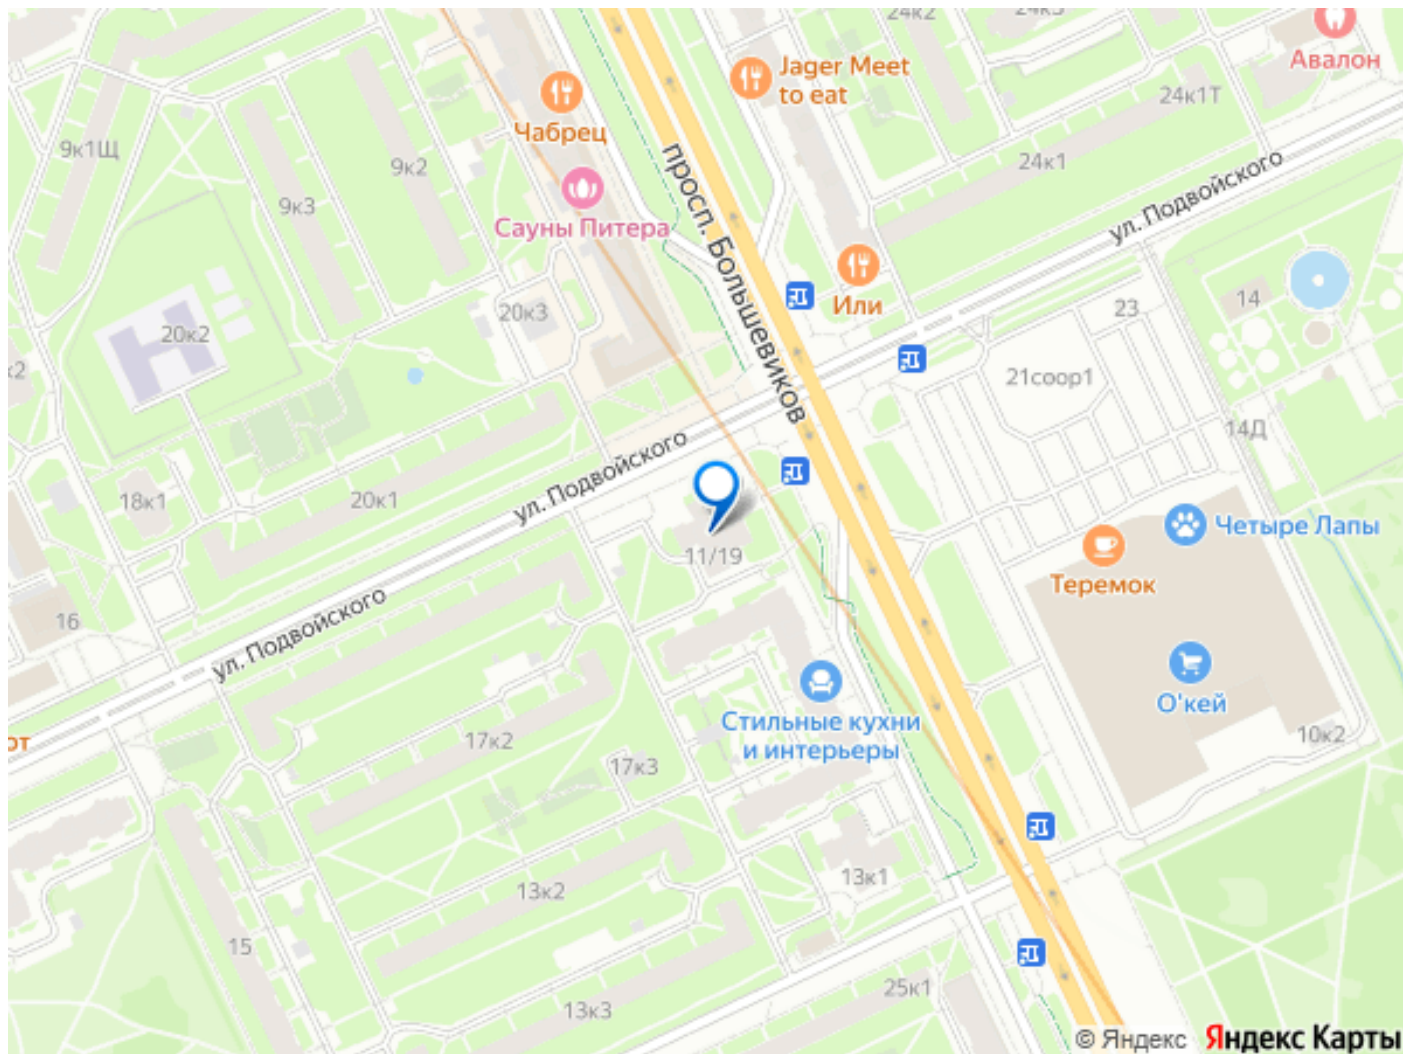 24к2
24к3
Авалон
Jager Meet
to eat
24к1Т
Чабрец
9к1Щ
9к2
24к1
просп. Большевиков
ул. Подвойского
9к3
Сауны Питера
Или
14
20к3
23
20к2
21соор1
14Д
ул. Подвойского
18к1
20к1
Четыре Лапы
11/19
Теремок
16
ул. Подвойского
О'кей
Стильные кухни
и интерьеры
17к2
10к2
17к3
13к1
13к2
15
25к1
13к3
© Яндекс Яндекс Карты